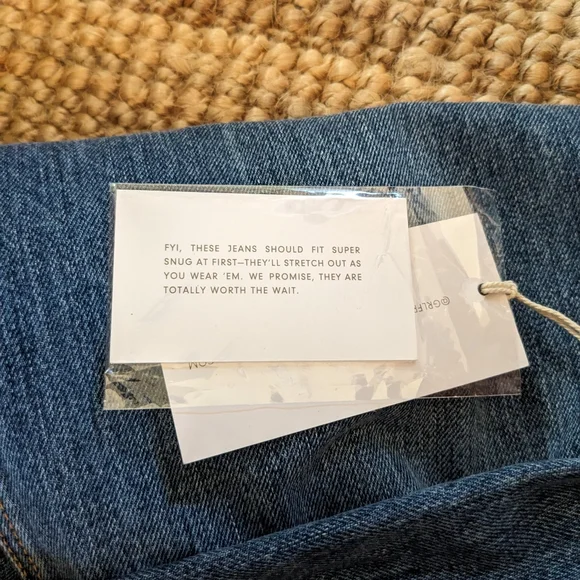 FYI, THESE JEANS SHOULD FIT SUPER
SNUG AT FIRST—THEY'LL STRETCH OUT AS
YOU WEAR 'EM. WE PROMISE, THEY ARE
TOTALLY WORTH THE WAIT.